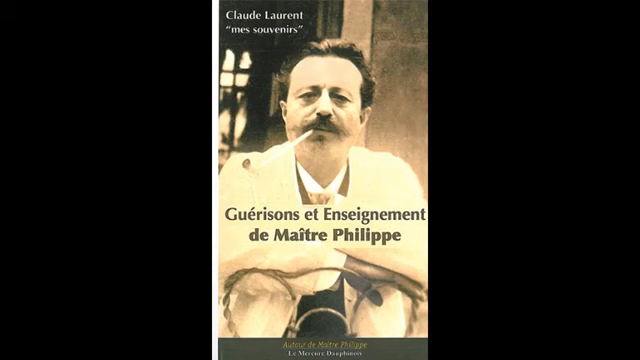 Claude Laurent
“mes souvenirs”
Guérisons et Enseignement
de Maître Philippe
Autour de Maître Philippe
Le Mercure Dauphinois